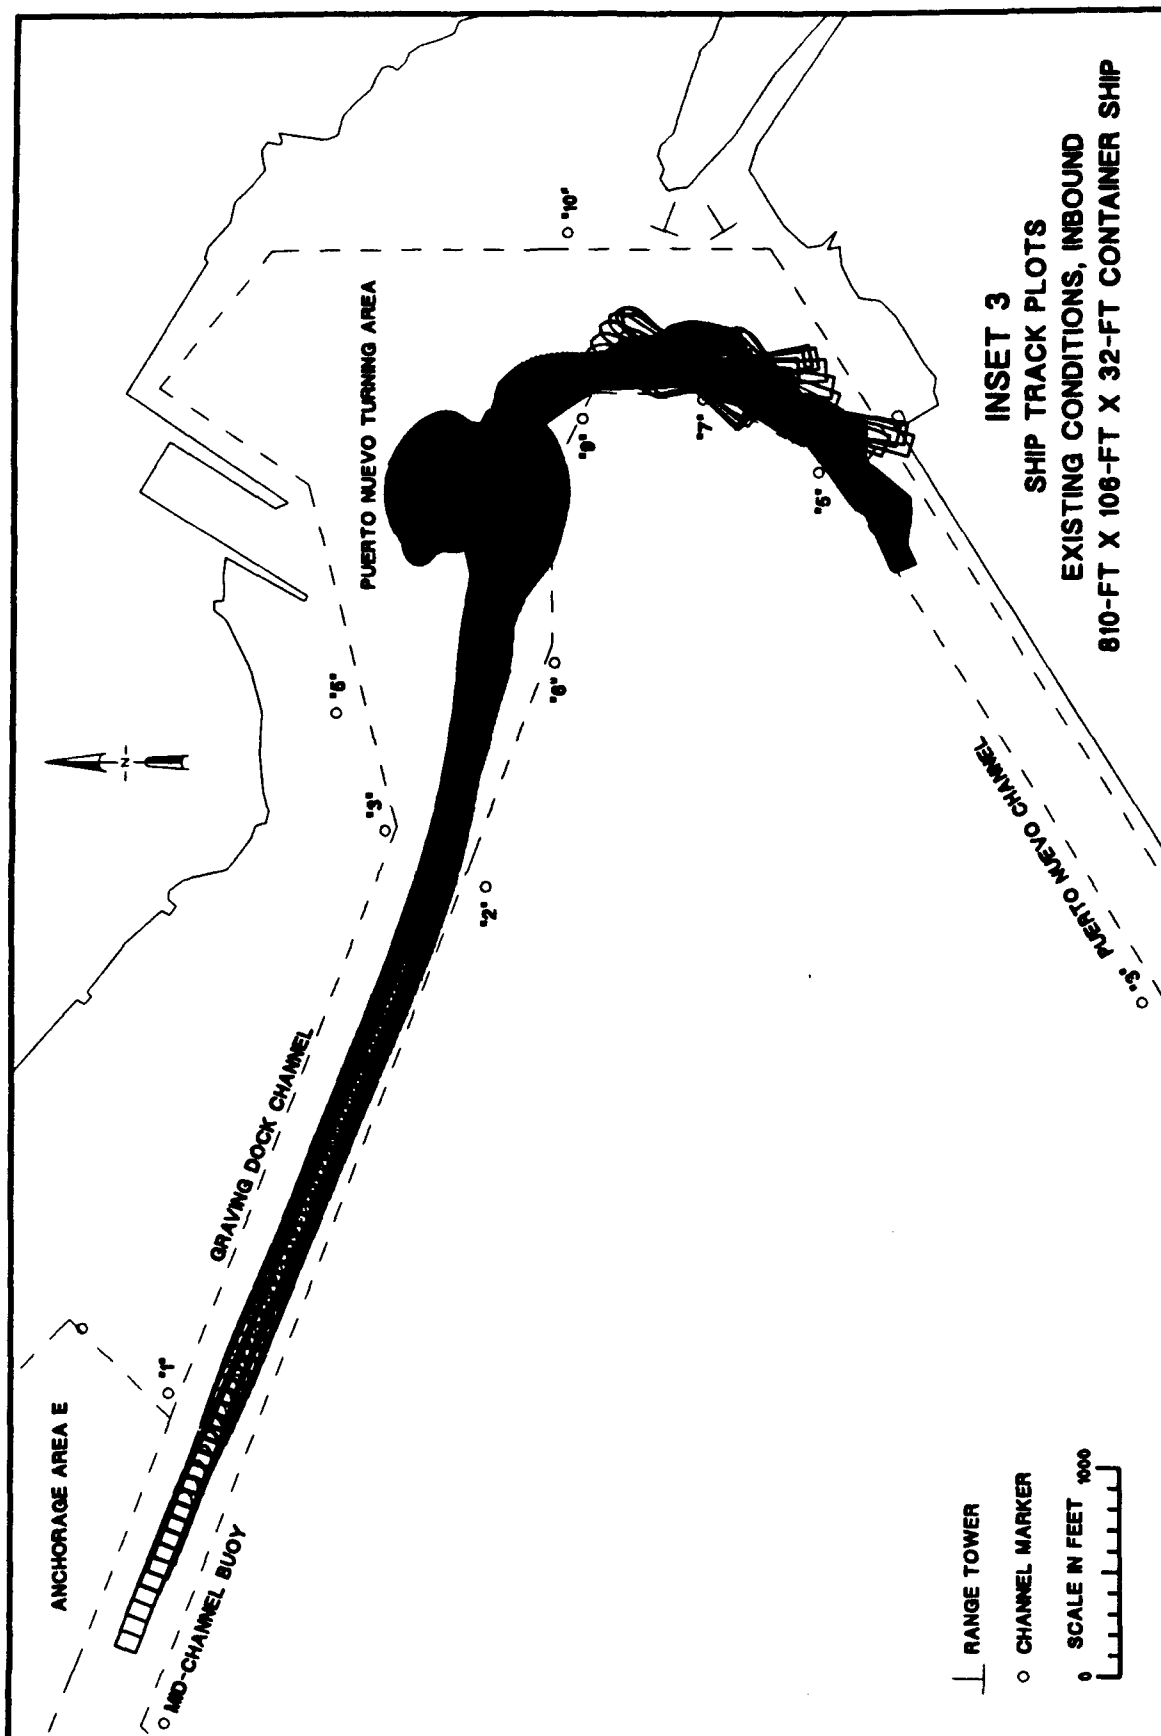 ANCHORAGE AREA E
"1"
MID-CHANNEL BUOY
GRAVING DOCK CHANNEL
"3"
"5"
"2"
"6"
N
PUERTO NUEVO TURNING AREA
"10"
"9"
"7"
"5"
PUERTO NUEVO CHANNEL
"3"
INSET 3
SHIP TRACK PLOTS
EXISTING CONDITIONS, INBOUND
810-FT X 106-FT X 32-FT CONTAINER SHIP
RANGE TOWER
CHANNEL MARKER
SCALE IN FEET
0 1000